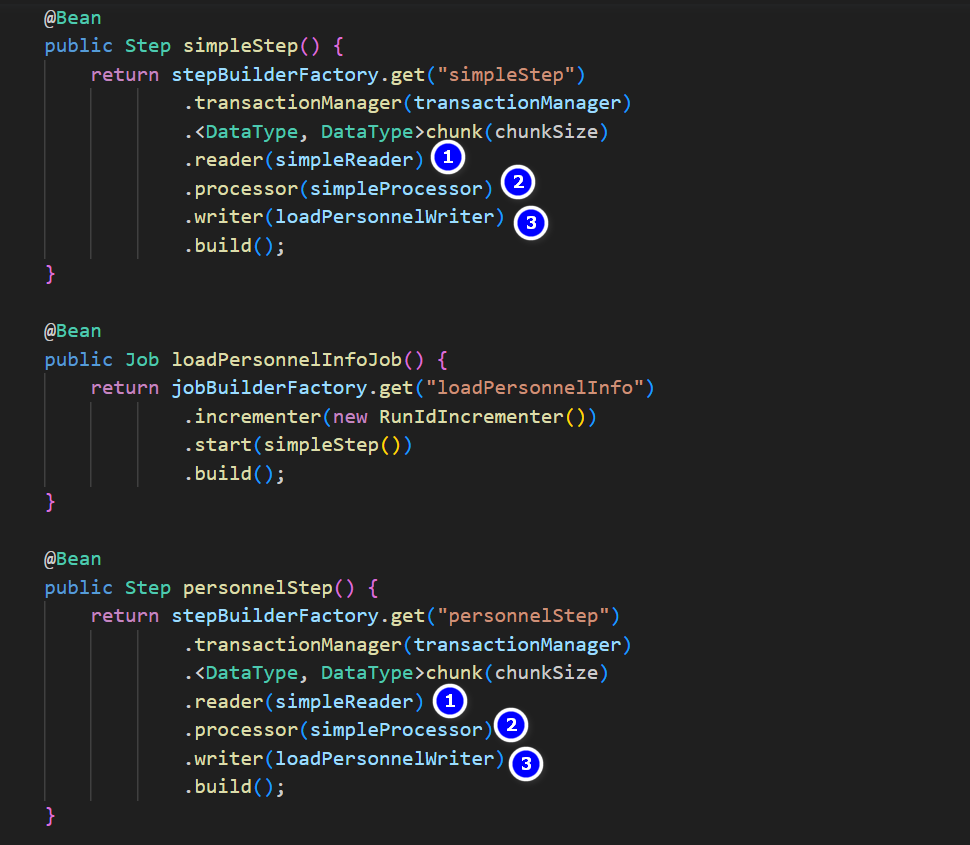 @Bean
public Step simpleStep() {
return stepBuilderFactory.get("simpleStep")
.transactionManager(transactionManager)
.<DataType, DataType>chunk(chunkSize)
.reader(simpleReader) 1
.processor(simpleProcessor) 2
.writer(loadPersonnelWriter) 3
.build();
}
@Bean
public Job loadPersonnelInfoJob() {
return jobBuilderFactory.get("loadPersonnelInfo")
.incrementer(new RunIdIncrementer())
.start(simpleStep())
.build();
}
@Bean
public Step personnelStep() {
return stepBuilderFactory.get("personnelStep")
.transactionManager(transactionManager)
.<DataType, DataType>chunk(chunkSize)
.reader(simpleReader) 1
.processor(simpleProcessor) 2
.writer(loadPersonnelWriter) 3
.build();
}